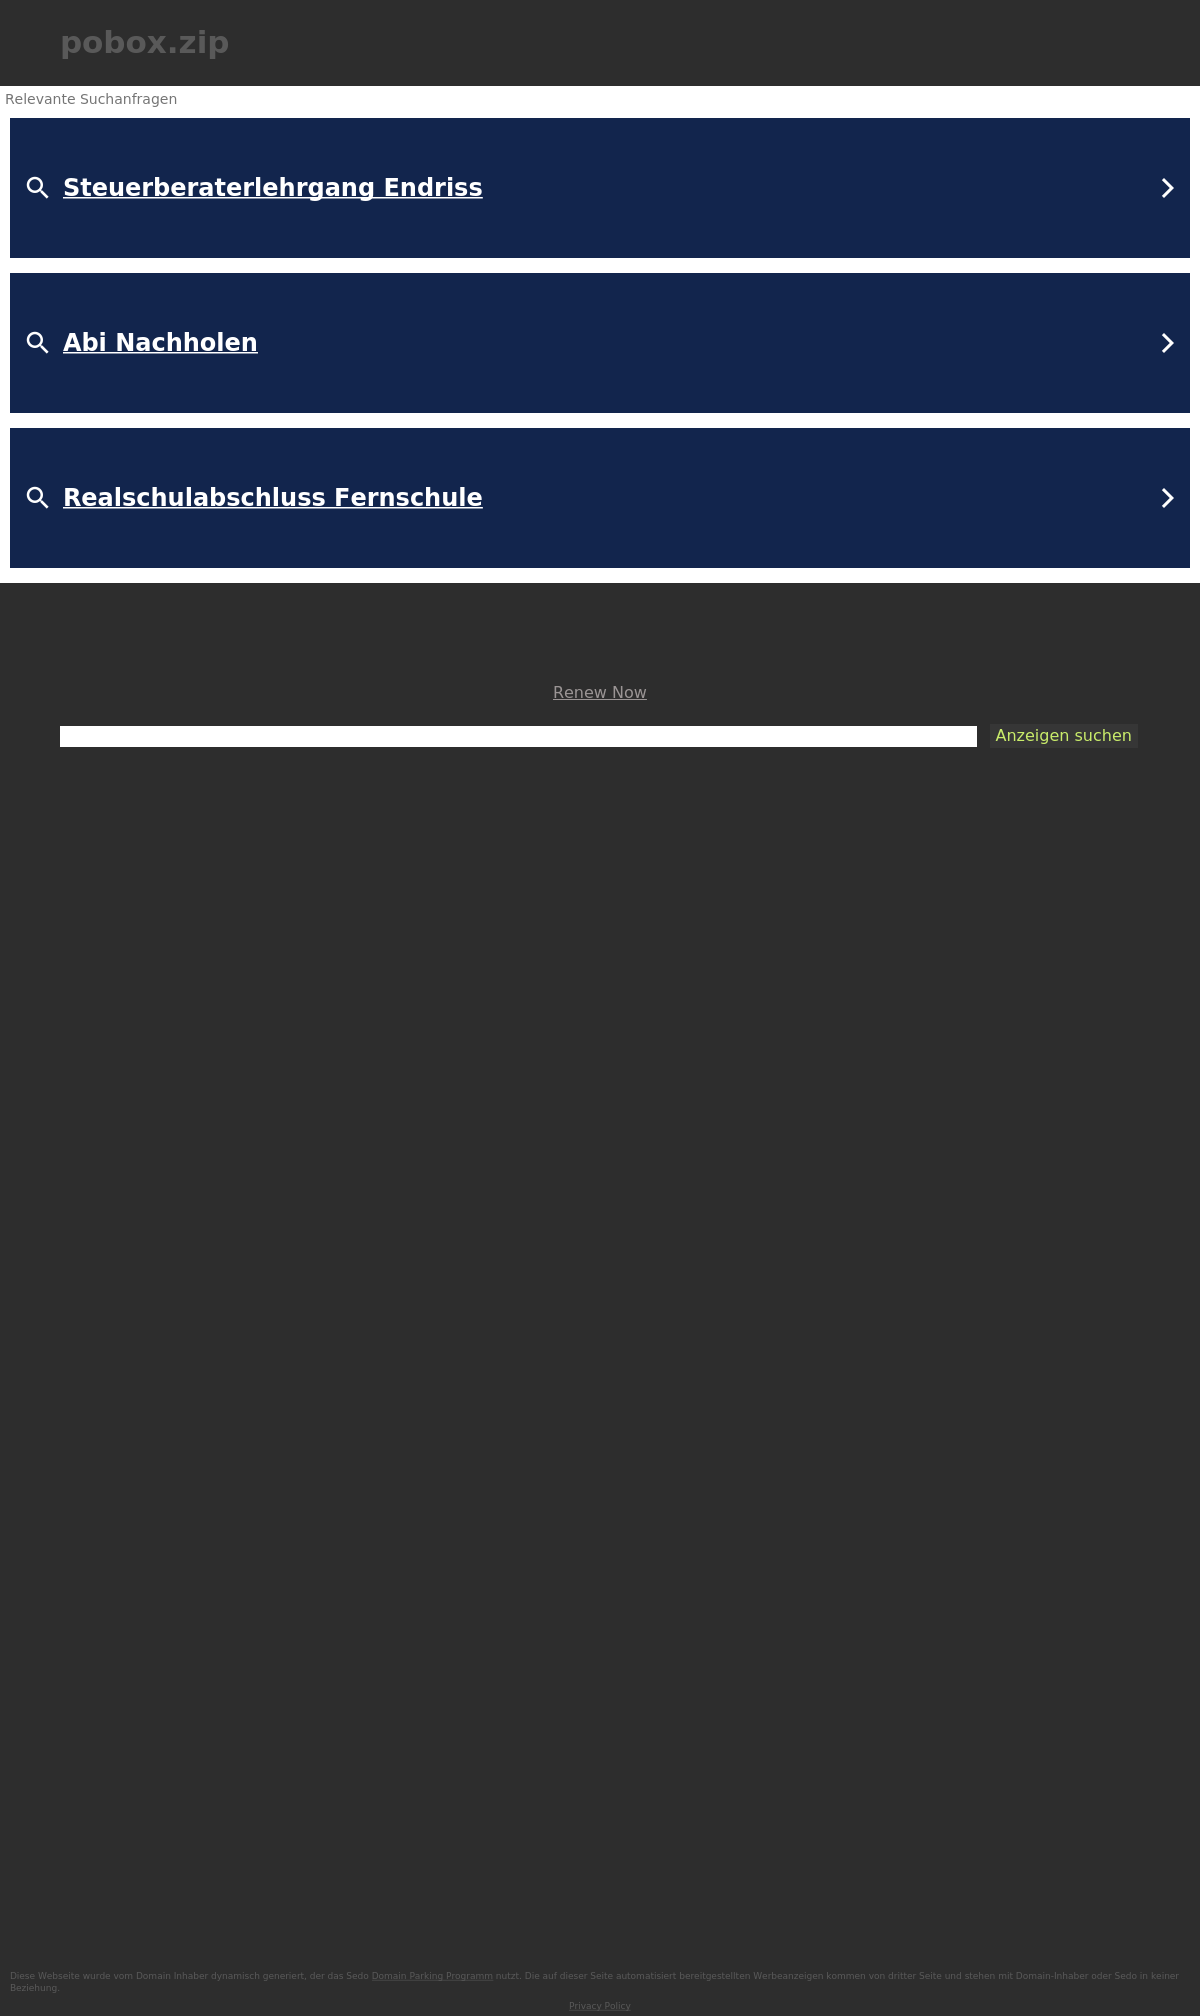 pobox.zip
Relevante Suchanfragen
Steuerberaterlehrgang Endriss
Abi Nachholen
Realschulabschluss Fernschule
Renew Now
Anzeigen suchen
Diese Webseite wurde vom Domain Inhaber dynamisch generiert, der das Sedo Domain Parking Programm nutzt. Die auf dieser Seite automatisiert bereitgestellten Werbeanzeigen kommen von dritter Seite und stehen mit Domain-Inhaber oder Sedo in keiner
Beziehung.
Privacy Policy